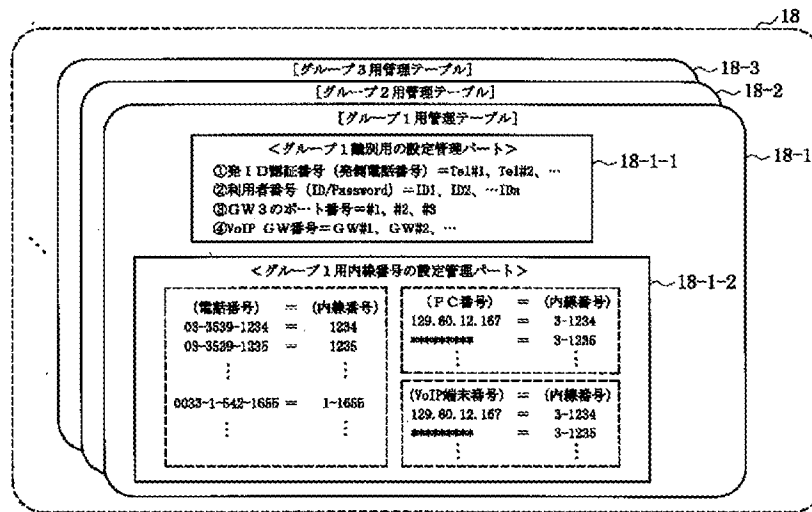 18
[グループ3用管理テーブル]
18-3
[グループ2用管理テーブル]
18-2
[グループ1用管理テーブル]
18-1
<グループ1識別用の設定管理パート>
18-1-1
①発ID認証番号(発側電話番号)=Tel#1、Tel#2、…
②利用者番号(ID/Password)=ID1、ID2、…IDn
③GW3のポート番号=#1、#2、#3
④VoIP GW番号=GW#1、GW#2、…
<グループ1用内線番号の設定管理パート>
18-1-2
(電話番号) = (内線番号)
03-3539-1234 = 1234
03-3539-1235 = 1235
0033-1-542-1655 = 1-1655
(PC番号) = (内線番号)
129.60.12.167 = 3-1234
********* = 3-1235
(VoIP端末番号) = (内線番号)
129.60.12.167 = 3-1234
********* = 3-1235